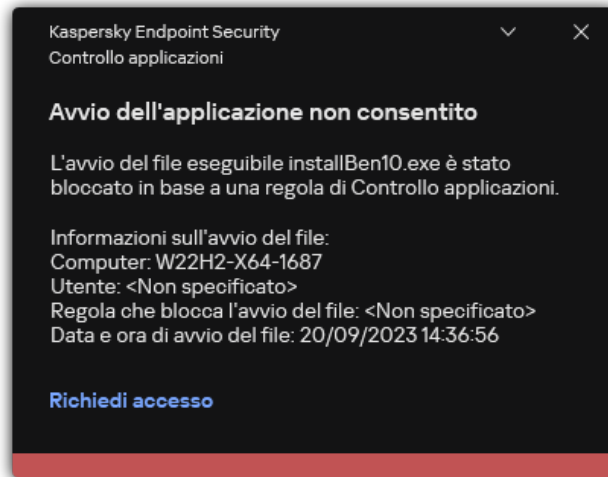 Kaspersky Endpoint Security
Controllo applicazioni
Avvio dell'applicazione non consentito
L'avvio del file eseguibile installBen10.exe è stato
bloccato in base a una regola di Controllo applicazioni.
Informazioni sull'avvio del file:
Computer: W22H2-X64-1687
Utente: <Non specificato>
Regola che blocca l'avvio del file: <Non specificato>
Data e ora di avvio del file: 20/09/2023 14:36:56
Richiedi accesso